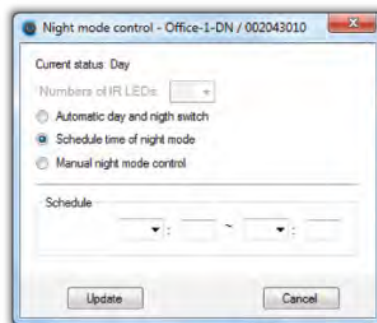 Night mode control - Office-1-DN / 002043010
Current status: Day
Numbers of IR LEDs:
Automatic day and nigth switch
Schedule time of night mode
Manual night mode control
Schedule
: ~ :
Update Cancel